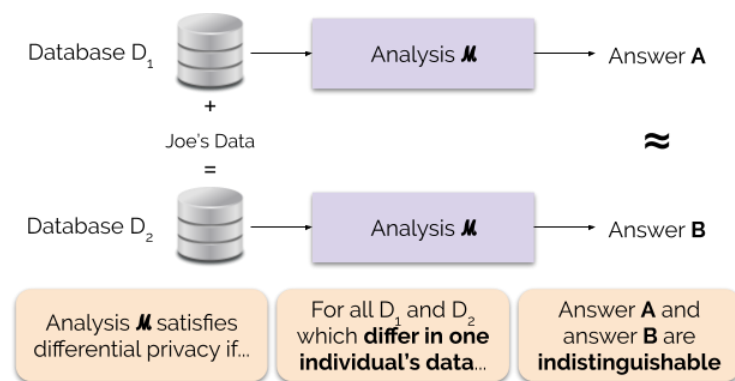 Database D₁
Analysis 𝓜
Answer A
+
Joe's Data
=
≈
Database D₂
Analysis 𝓜
Answer B
Analysis 𝓜 satisfies
differential privacy if...
For all D₁ and D₂
which differ in one
individual's data...
Answer A and
answer B are
indistinguishable